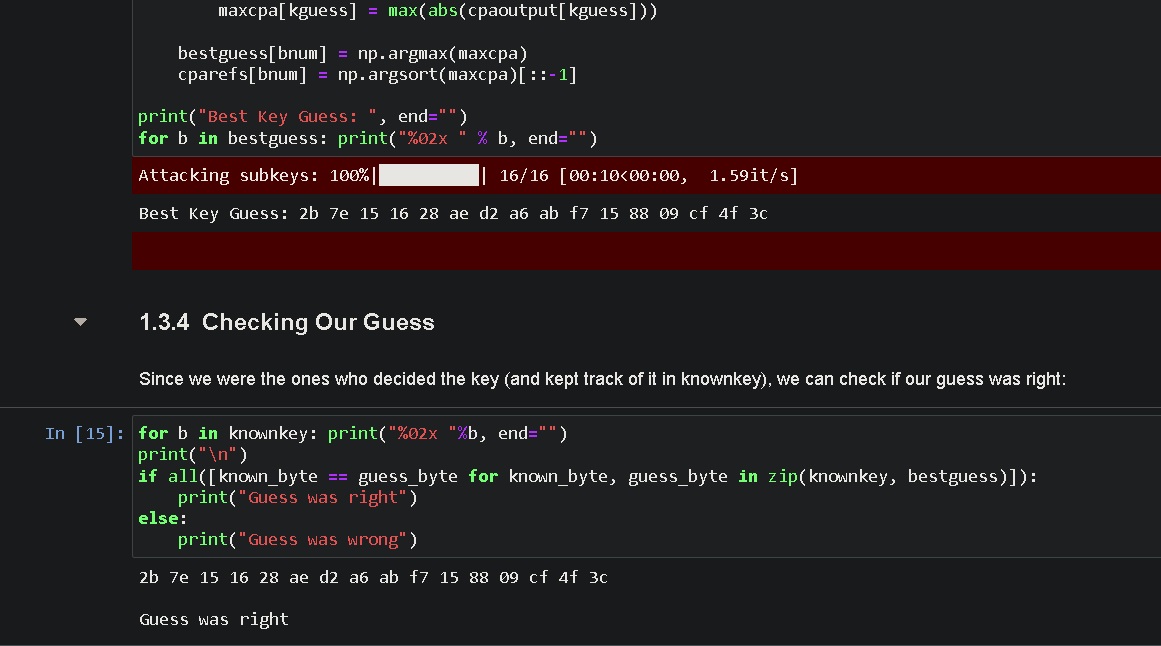 maxcpa[kguess] = max(abs(cpaoutput[kguess]))
bestguess[bnum] = np.argmax(maxcpa)
cparefs[bnum] = np.argsort(maxcpa)[::-1]
print("Best Key Guess: ", end="")
for b in bestguess: print("%02x " % b, end="")
Attacking subkeys: 100%| | 16/16 [00:10<00:00,  1.59it/s]
Best Key Guess: 2b 7e 15 16 28 ae d2 a6 ab f7 15 88 09 cf 4f 3c
1.3.4 Checking Our Guess
Since we were the ones who decided the key (and kept track of it in knownkey), we can check if our guess was right:
In [15]: for b in knownkey: print("%02x "%b, end="")
print("\n")
if all([known_byte == guess_byte for known_byte, guess_byte in zip(knownkey, bestguess)]):
print("Guess was right")
else:
print("Guess was wrong")
2b 7e 15 16 28 ae d2 a6 ab f7 15 88 09 cf 4f 3c
Guess was right